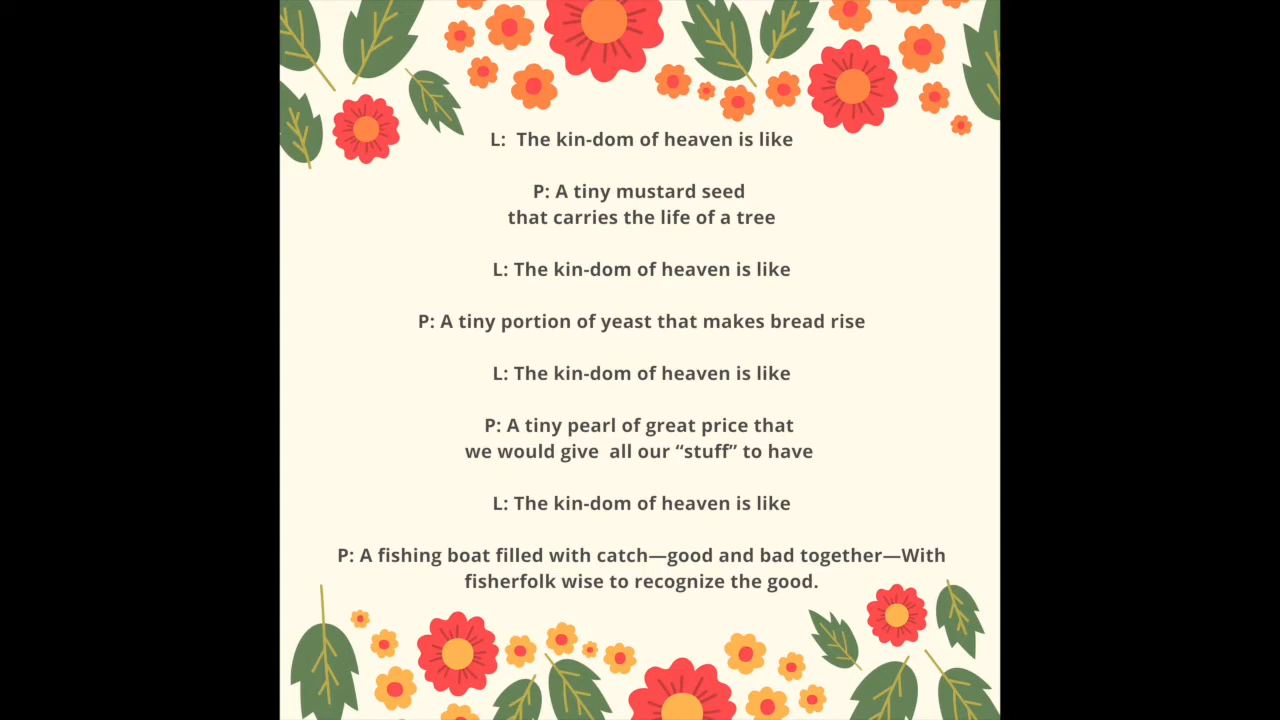 L:  The kin-dom of heaven is like
P: A tiny mustard seed
that carries the life of a tree
L: The kin-dom of heaven is like
P: A tiny portion of yeast that makes bread rise
L: The kin-dom of heaven is like
P: A tiny pearl of great price that
we would give  all our “stuff” to have
L: The kin-dom of heaven is like
P: A fishing boat filled with catch—good and bad together—With
fisherfolk wise to recognize the good.